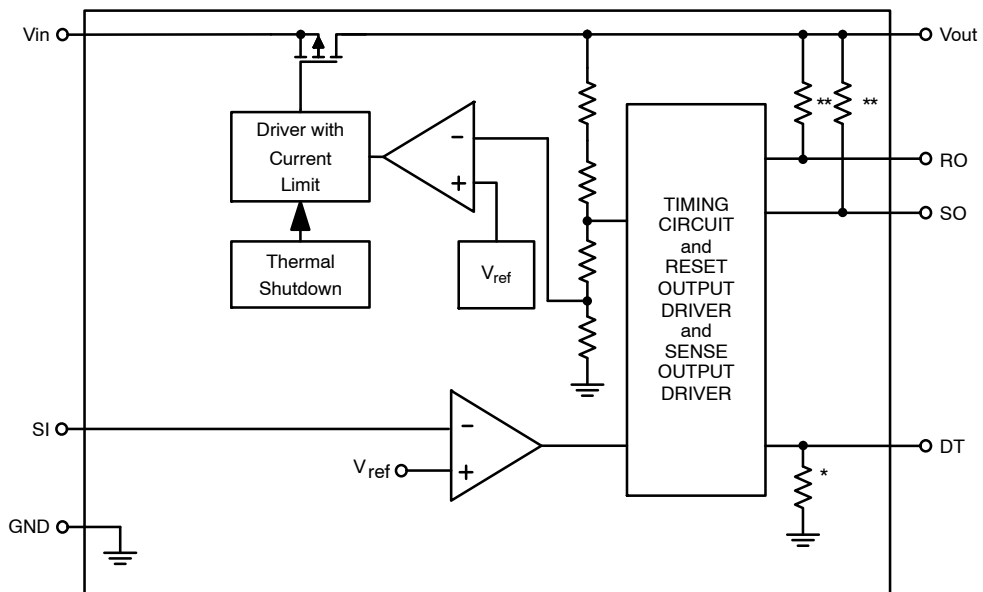 Vin
Vout
**
**
Driver with
Current
Limit
-
+
RO
SO
Thermal
Shutdown
Vref
TIMING
CIRCUIT
and
RESET
OUTPUT
DRIVER
and
SENSE
OUTPUT
DRIVER
SI
-
Vref
+
DT
*
GND